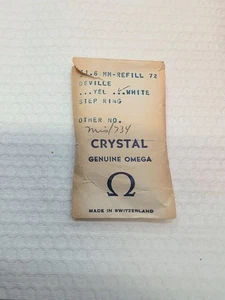 31.6 MM-REFILL 72
DEVILLE
...YEL ...WHITE
STEP RING
OTHER NO.
CRYSTAL
GENUINE OMEGA
Ω
MADE IN SWITZERLAND